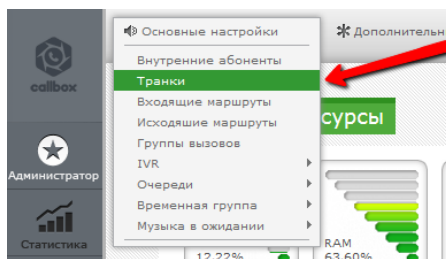 Основные настройки
Дополнительн
Внутренние абоненты
callbox
Транки
Входящие маршруты
Исходящие маршруты
сурсы
Группы вызовов
IVR
Администратор
Очереди
Временная группа
Музыка в ожидании
Статистика
RAM
12.22%
63.60%